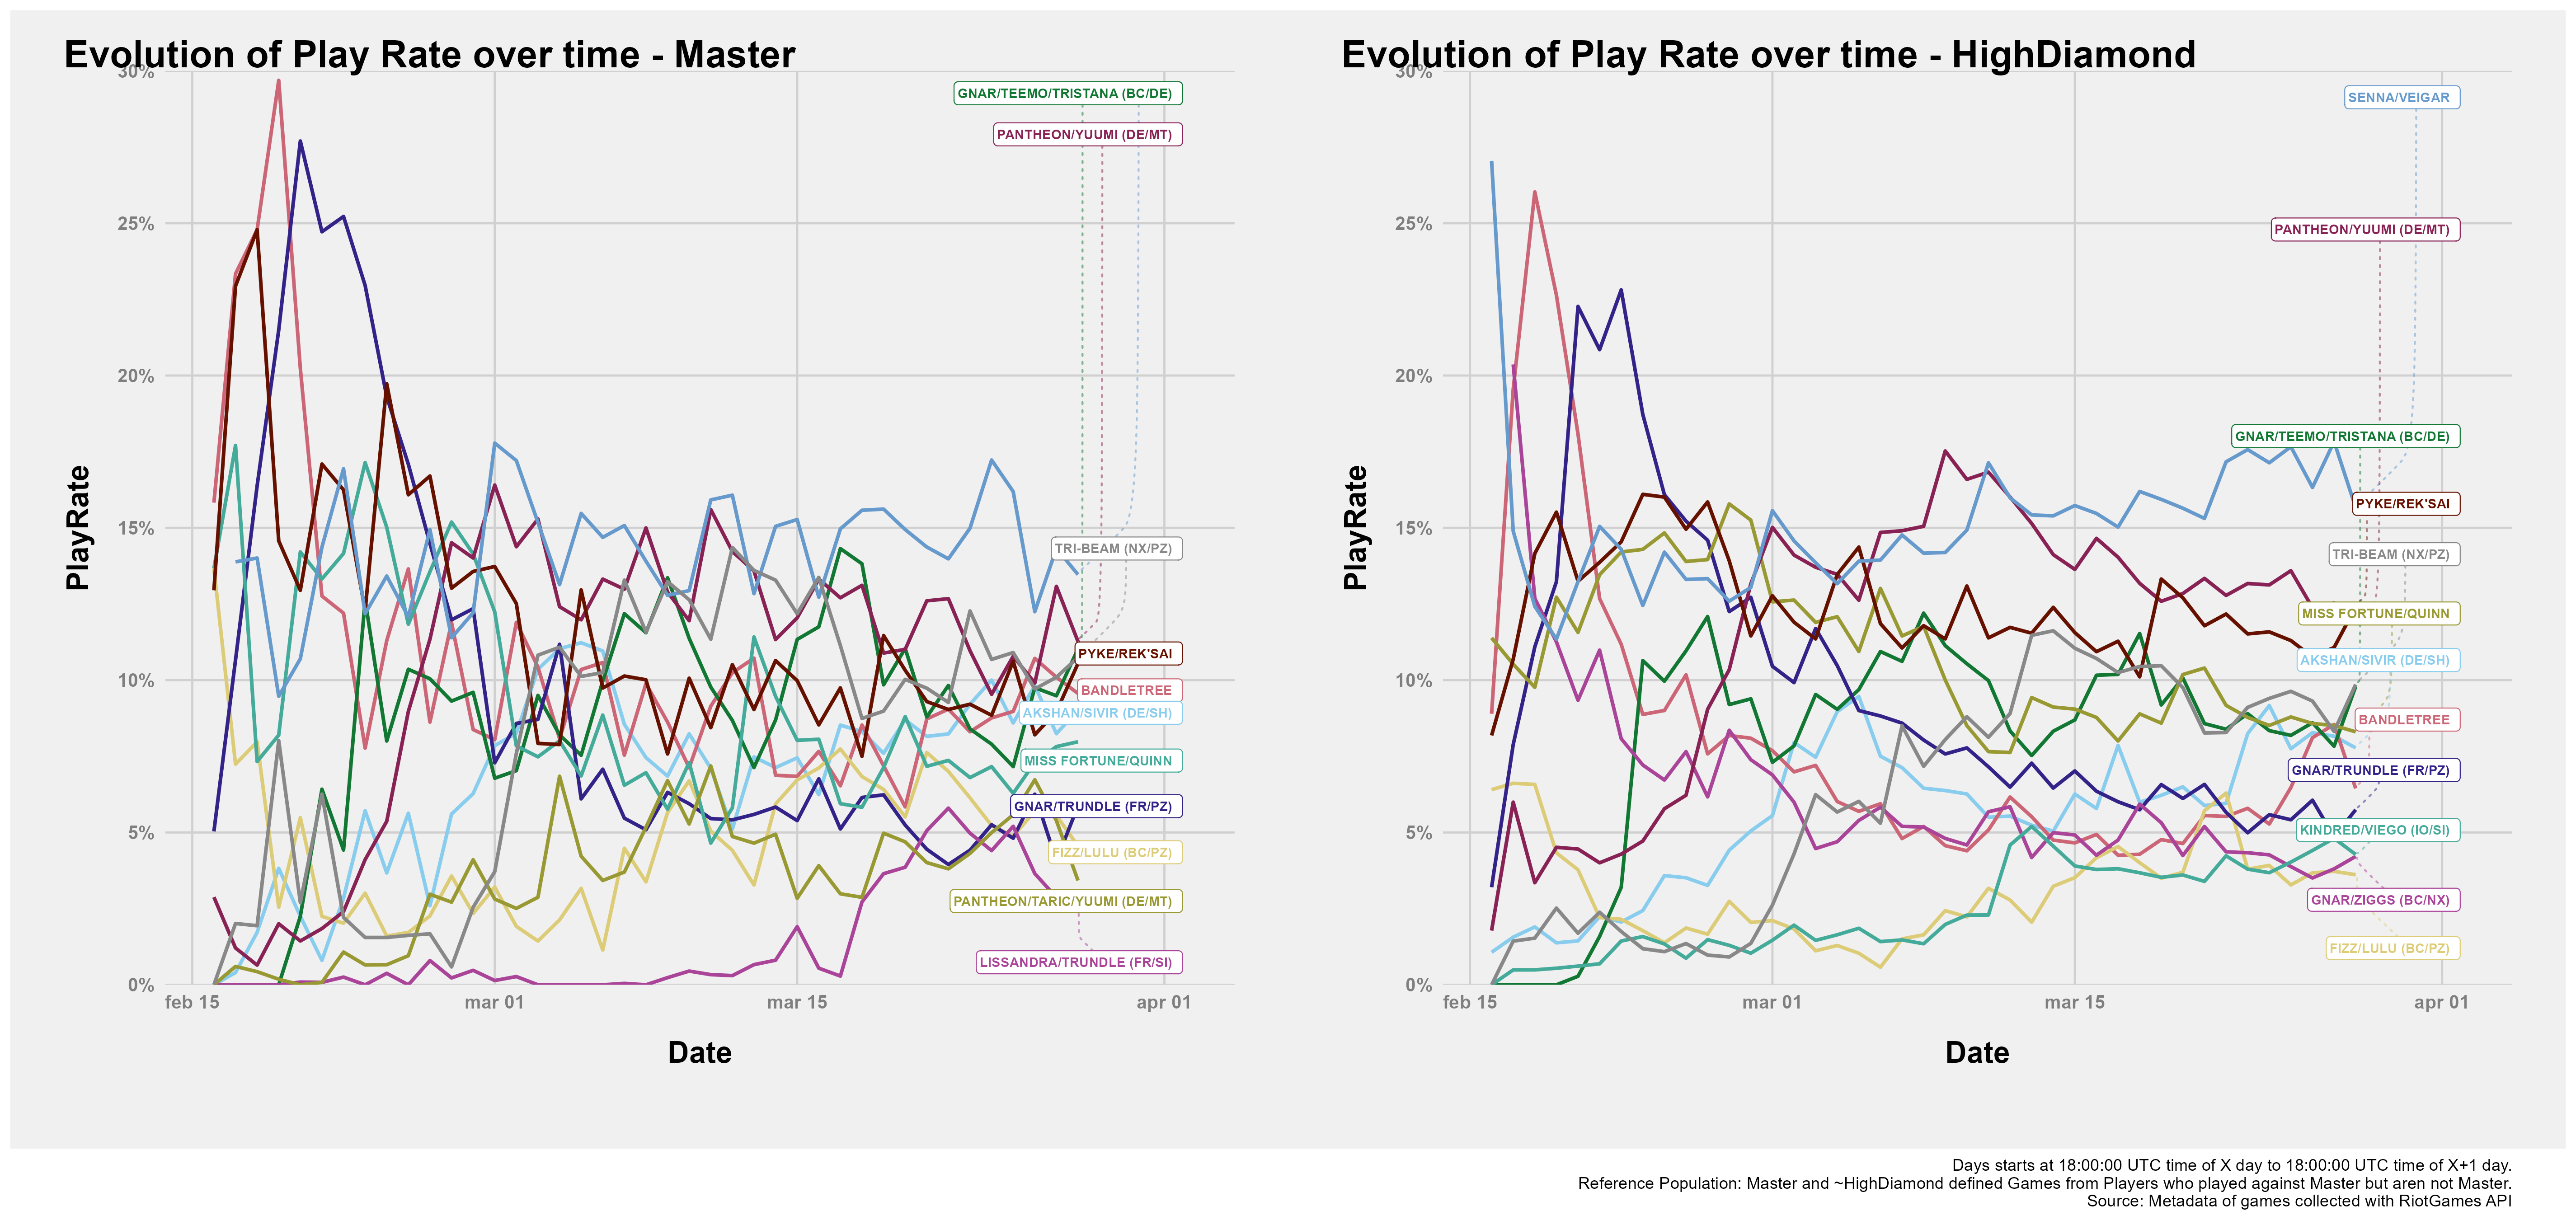 Evolution of Play Rate over time - Master
30%
25%
20%
15%
10%
5%
0%
PlayRate
GNAR/TEEMO/TRISTANA (BC/DE)
PANTHEON/YUUMI (DE/MT)
TRI-BEAM (NX/PZ)
PYKE/REK'SAI
BANDLETREE
AKSHAN/SIVIR (DE/SH)
MISS FORTUNE/QUINN
GNAR/TRUNDLE (FR/PZ)
FIZZ/LULU (BC/PZ)
PANTHEON/TARIC/YUUMI (DE/MT)
LISSANDRA/TRUNDLE (FR/SI)
feb 15
mar 01
mar 15
apr 01
Date
Evolution of Play Rate over time - HighDiamond
30%
25%
20%
15%
10%
5%
0%
PlayRate
SENNA/VEIGAR
PANTHEON/YUUMI (DE/MT)
GNAR/TEEMO/TRISTANA (BC/DE)
PYKE/REK'SAI
TRI-BEAM (NX/PZ)
MISS FORTUNE/QUINN
AKSHAN/SIVIR (DE/SH)
BANDLETREE
GNAR/TRUNDLE (FR/PZ)
KINDRED/VIEGO (IO/SI)
GNAR/ZIGGS (BC/NX)
FIZZ/LULU (BC/PZ)
feb 15
mar 01
mar 15
apr 01
Date
Days starts at 18:00:00 UTC time of X day to 18:00:00 UTC time of X+1 day.
Reference Population: Master and ~HighDiamond defined Games from Players who played against Master but aren not Master.
Source: Metadata of games collected with RiotGames API